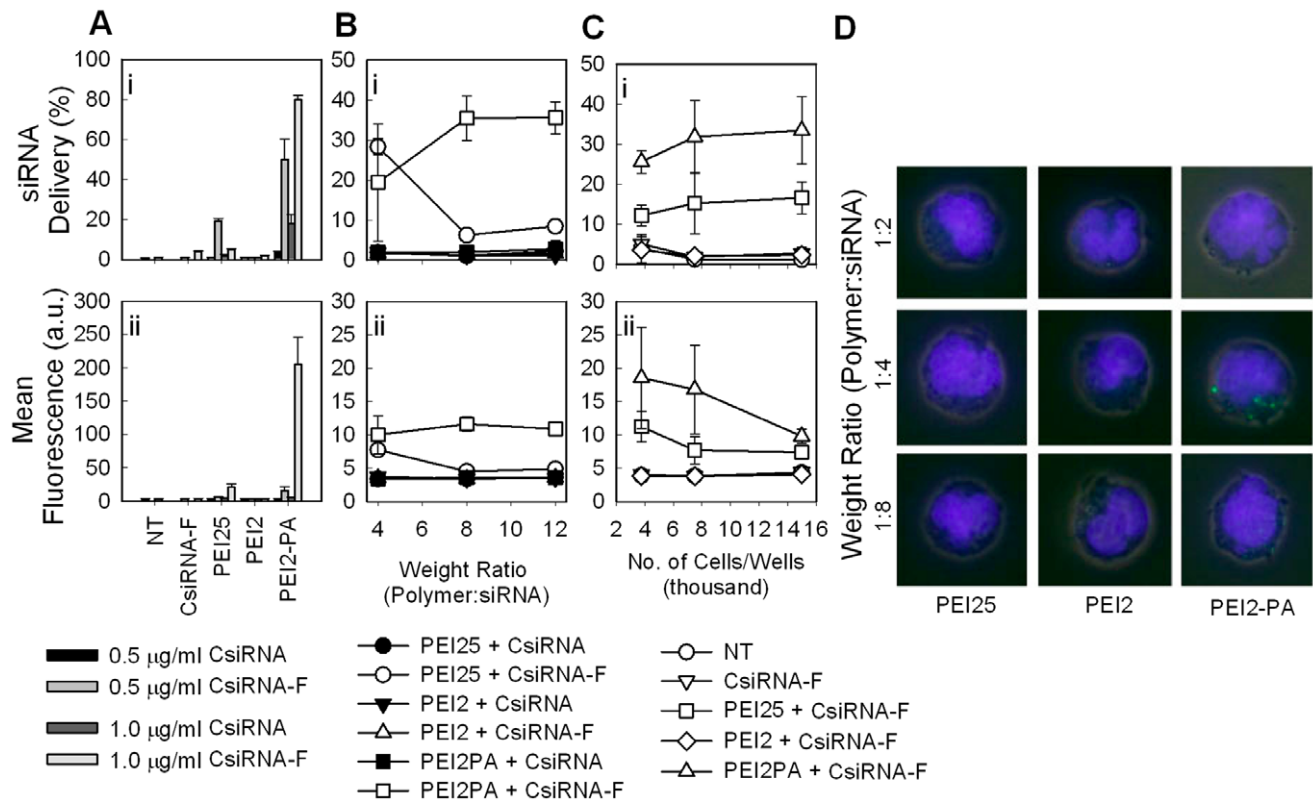 A
B
C
D
siRNA
Delivery (%)
i
100
80
60
40
20
0
i
50
40
30
20
10
0
i
50
40
30
20
10
0
Mean
Fluorescence (a.u.)
ii
300
250
200
150
100
50
0
NT
CsiRNA-F
PEI25
PEI2
PEI2-PA
ii
30
25
20
15
10
5
0
4 6 8 10 12
Weight Ratio
(Polymer:siRNA)
ii
30
25
20
15
10
5
0
2 4 6 8 10 12 14 16
No. of Cells/Wells
(thousand)
Weight Ratio (Polymer:siRNA)
1:2
1:4
1:8
PEI25 PEI2 PEI2-PA
0.5 µg/ml CsiRNA
0.5 µg/ml CsiRNA-F
1.0 µg/ml CsiRNA
1.0 µg/ml CsiRNA-F
PEI25 + CsiRNA
PEI25 + CsiRNA-F
PEI2 + CsiRNA
PEI2 + CsiRNA-F
PEI2PA + CsiRNA
PEI2PA + CsiRNA-F
NT
CsiRNA-F
PEI25 + CsiRNA-F
PEI2 + CsiRNA-F
PEI2PA + CsiRNA-F